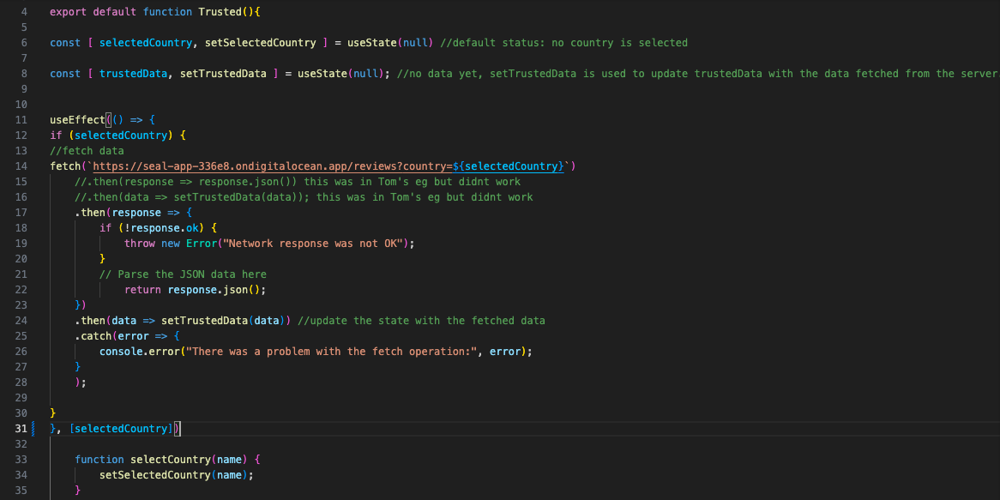 4 export default function Trusted(){
5
6 const [ selectedCountry, setSelectedCountry ] = useState(null) //default status: no country is selected
7
8 const [ trustedData, setTrustedData ] = useState(null); //no data yet, setTrustedData is used to update trustedData with the data fetched from the server
9
10
11 useEffect(() => {
12 if (selectedCountry) {
13 //fetch data
14 fetch(`https://seal-app-336e8.ondigitalocean.app/reviews?country=${selectedCountry}`)
15 //.then(response => response.json()) this was in Tom's eg but didnt work
16 //.then(data => setTrustedData(data)); this was in Tom's eg but didnt work
17 .then(response => {
18 if (!response.ok) {
19 throw new Error("Network response was not OK");
20 }
21 // Parse the JSON data here
22 return response.json();
23 })
24 .then(data => setTrustedData(data)) //update the state with the fetched data
25 .catch(error => {
26 console.error("There was a problem with the fetch operation:", error);
27 }
28 );
29
30 }
31 }, [selectedCountry])
32
33 function selectCountry(name) {
34 setSelectedCountry(name);
35 }